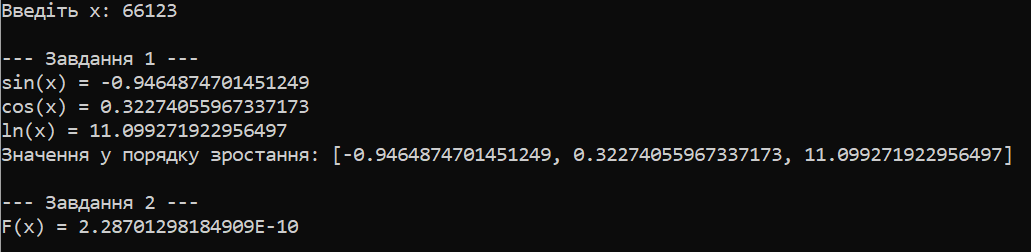 Введіть x: 66123
--- Завдання 1 ---
sin(x) = -0.9464874701451249
cos(x) = 0.32274055967337173
ln(x) = 11.099271922956497
Значення у порядку зростання: [-0.9464874701451249, 0.32274055967337173, 11.099271922956497]
--- Завдання 2 ---
F(x) = 2.28701298184909E-10